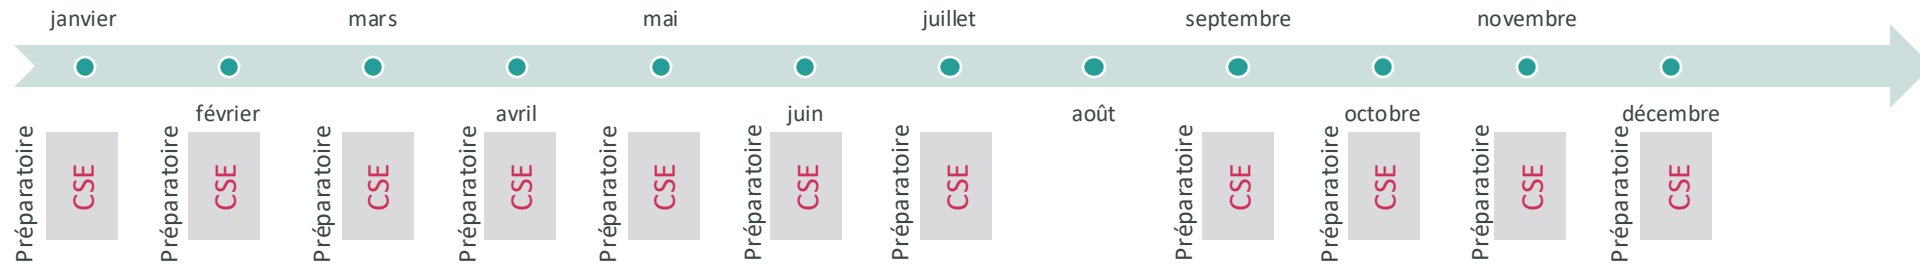 janvier
mars
mai
juillet
septembre
novembre
février
avril
juin
août
octobre
décembre
Préparatoire
CSE
Préparatoire
CSE
Préparatoire
CSE
Préparatoire
CSE
Préparatoire
CSE
Préparatoire
CSE
Préparatoire
CSE
Préparatoire
CSE
Préparatoire
CSE
Préparatoire
CSE
Préparatoire
CSE